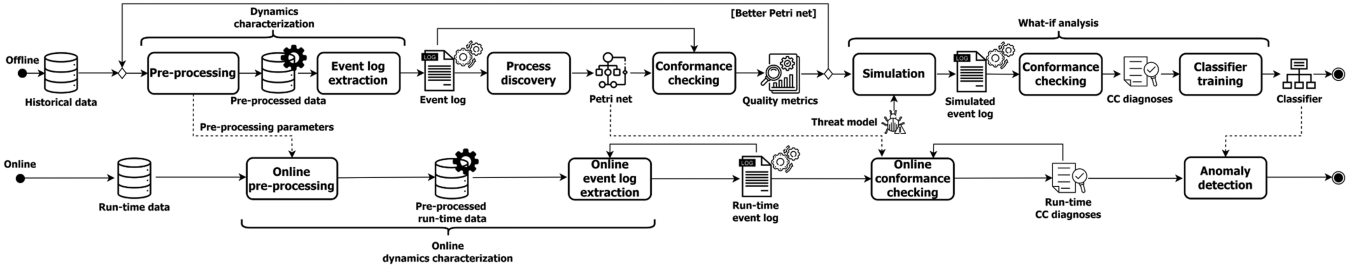 Dynamics
characterization
[Better Petri net]
What-if analysis
Offline
Historical data
Pre-processing
Pre-processed data
Event log
extraction
LOG
Event log
Process
discovery
Petri net
Conformance
checking
Quality metrics
Simulation
Threat model
LOG
Simulated
event log
Conformance
checking
CC diagnoses
Classifier
training
Classifier
Pre-processing parameters
Online
Run-time data
Online
pre-processing
Pre-processed
run-time data
Online
event log
extraction
LOG
Run-time
event log
Online
conformance
checking
Run-time
CC diagnoses
Anomaly
detection
Online
dynamics characterization